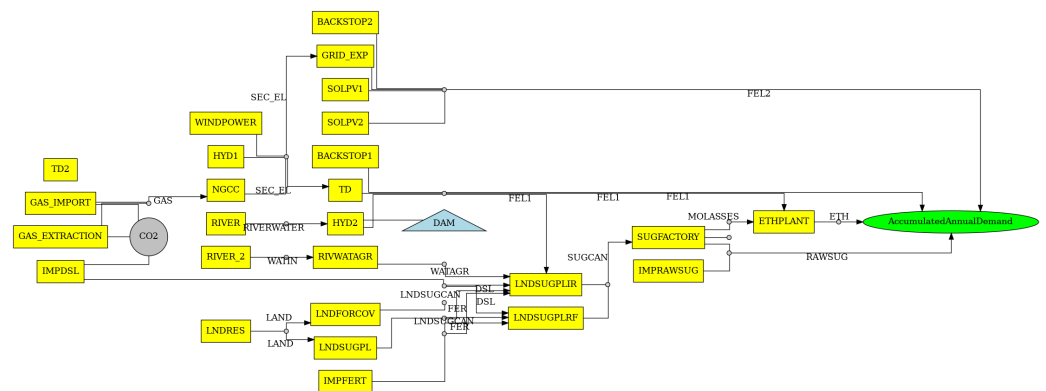 BACKSTOP2
GRID_EXP
SOLPV1
FEL2
SEC_EL
WINDPOWER
SOLPV2
HYD1
BACKSTOP1
TD2
GAS_IMPORT
GAS
NGCC
SEC_EL
TD
FEL1
FEL1
FEL1
RIVER
RIVERWATER
HYD2
DAM
MOLASSES
ETHPLANT
ETH
AccumulatedAnnualDemand
GAS_EXTRACTION
CO2
SUGFACTORY
IMPDSL
RIVER_2
WATIN
RIVWATAGR
WATAGR
SUGCAN
IMPRAWSUG
RAWSUG
LNDSUGPLIR
LNDSUGCAN
DSL
DSL
LNDRES
LAND
LAND
LNDFORCOV
FER
LNDSUGCAN
FER
LNDSUGPLRF
LNDSUGPL
IMPFERT